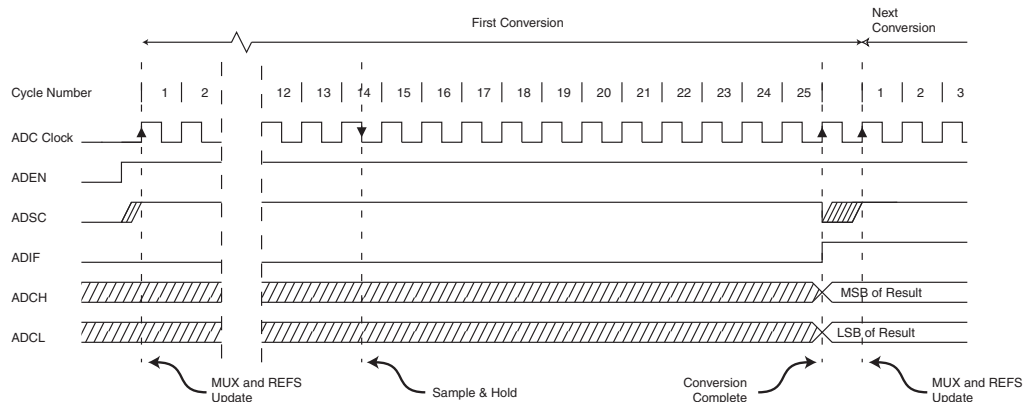 First Conversion
Next
Conversion
Cycle Number 1 2 12 13 14 15 16 17 18 19 20 21 22 23 24 25 1 2 3
ADC Clock
ADEN
ADSC
ADIF
ADCH
MSB of Result
ADCL
LSB of Result
MUX and REFS
Update
Sample & Hold
Conversion
Complete
MUX and REFS
Update